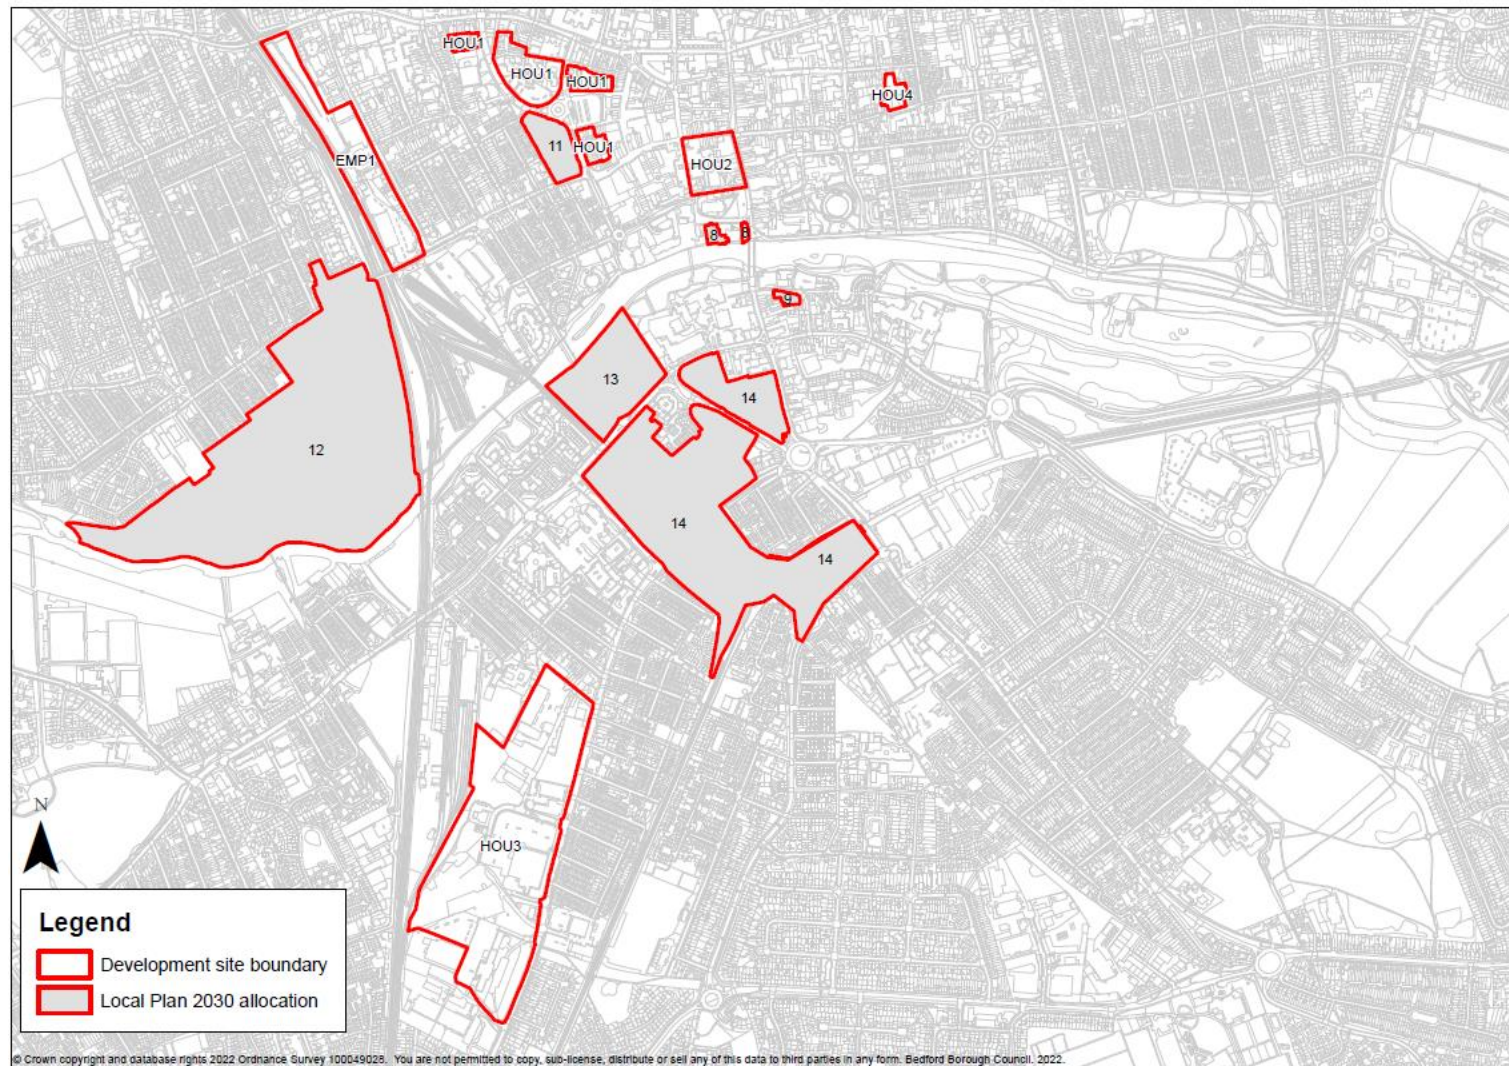 HOU1
HOU1
HOU1
HOU4
11
HOU1
EMP1
HOU2
8
8
9
13
14
12
14
14
HOU3
N
Legend
Development site boundary
Local Plan 2030 allocation
© Crown copyright and database rights 2022 Ordnance Survey 100049028. You are not permitted to copy, sub-license, distribute or sell any of this data to third parties in any form. Bedford Borough Council. 2022.